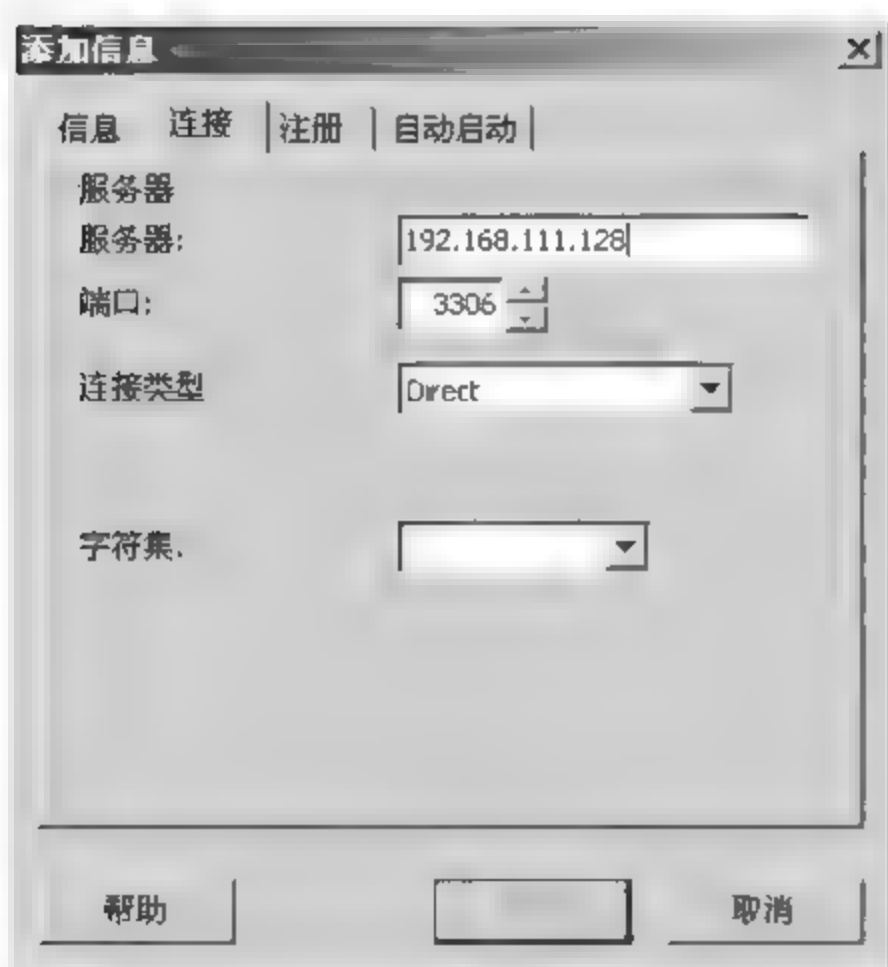 添加信息
信息 连接 注册 自动启动
服务器
服务器: 192.168.111.128
端口: 3306
连接类型 Direct
字符集.
帮助 取消